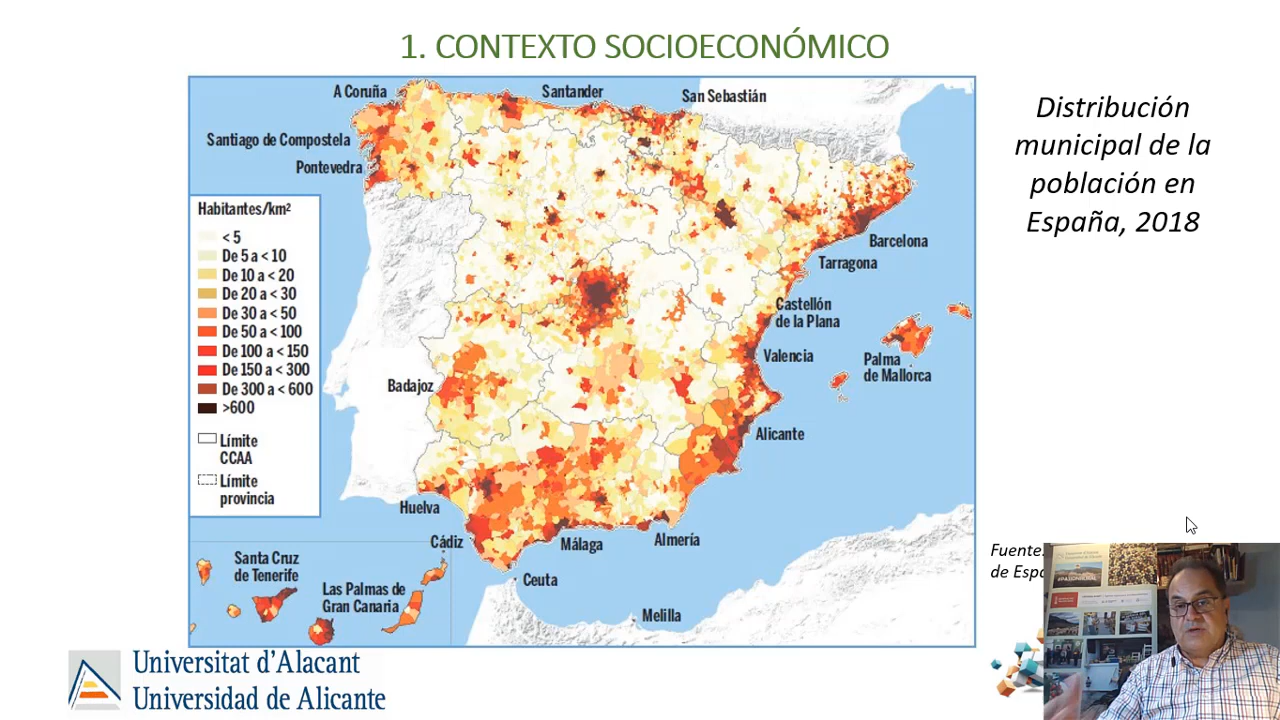 1. CONTEXTO SOCIOECONÓMICO
Distribución
municipal de la
población en
España, 2018
A Coruña
Santander
San Sebastián
Santiago de Compostela
Pontevedra
Habitantes/km²
< 5
De 5 a < 10
De 10 a < 20
De 20 a < 30
De 30 a < 50
De 50 a < 100
De 100 a < 150
De 150 a < 300
De 300 a < 600
>600
Límite
CCAA
Límite
provincia
Barcelona
Tarragona
Castellón
de la Plana
Valencia
Palma
de Mallorca
Badajoz
Alicante
Huelva
Cádiz
Málaga
Almería
Ceuta
Melilla
Santa Cruz
de Tenerife
Las Palmas de
Gran Canaria
Fuente:
de Espa
Universitat d'Alacant
Universidad de Alicante